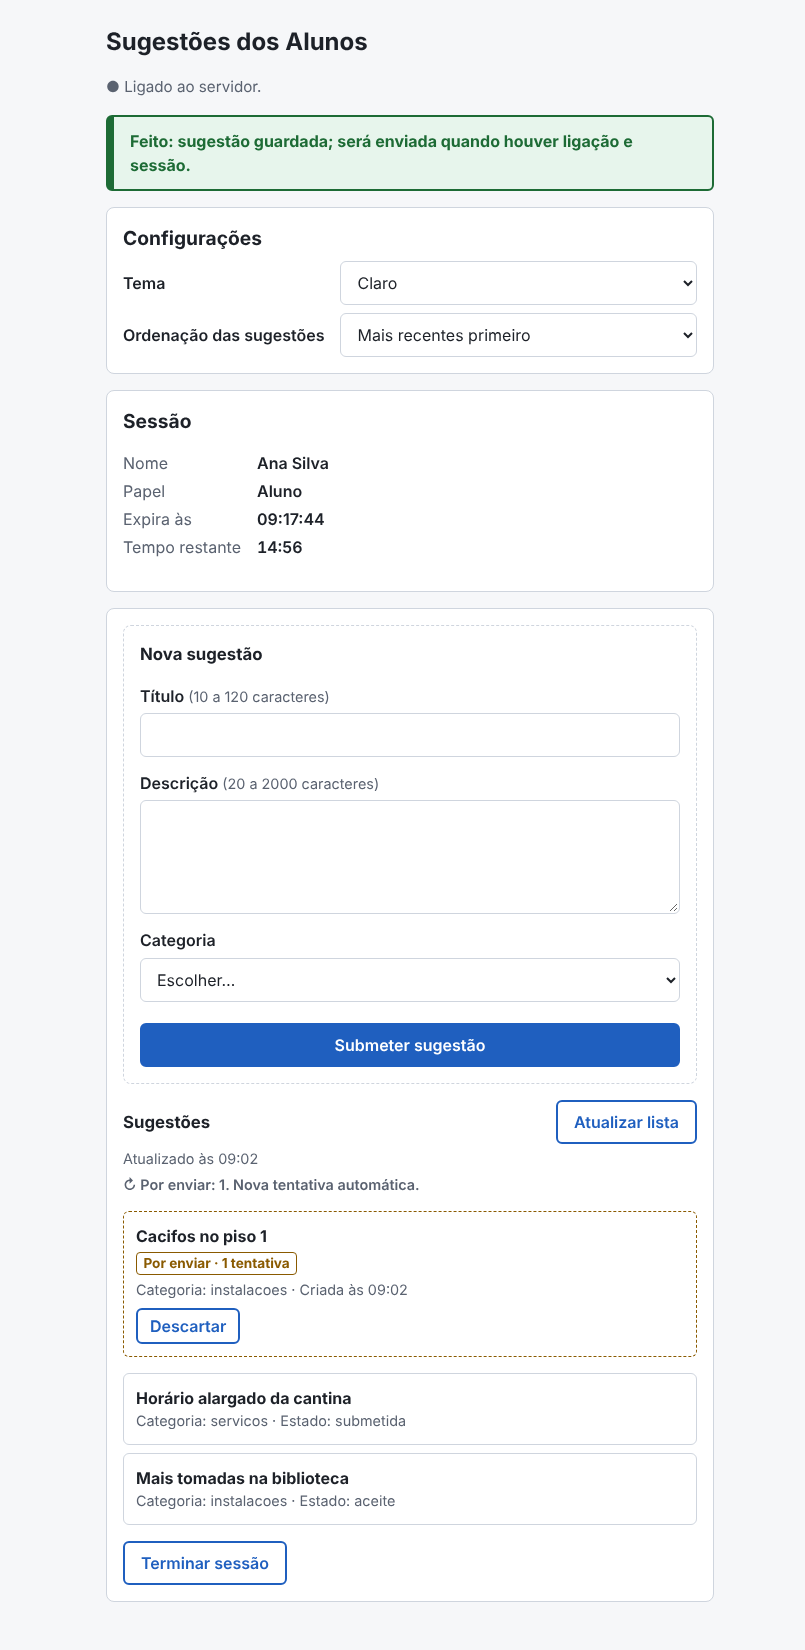 Sugestões dos Alunos
● Ligado ao servidor.
Feito: sugestão guardada; será enviada quando houver ligação e
sessão.
Configurações
Tema
Claro
Ordenação das sugestões
Mais recentes primeiro
Sessão
Nome Ana Silva
Papel Aluno
Expira às 09:17:44
Tempo restante 14:56
Nova sugestão
Título (10 a 120 caracteres)
Descrição (20 a 2000 caracteres)
Categoria
Escolher...
Submeter sugestão
Sugestões
Atualizar lista
Atualizado às 09:02
↻ Por enviar: 1. Nova tentativa automática.
Cacifos no piso 1
Por enviar · 1 tentativa
Categoria: instalacoes · Criada às 09:02
Descartar
Horário alargado da cantina
Categoria: servicos · Estado: submetida
Mais tomadas na biblioteca
Categoria: instalacoes · Estado: aceite
Terminar sessão